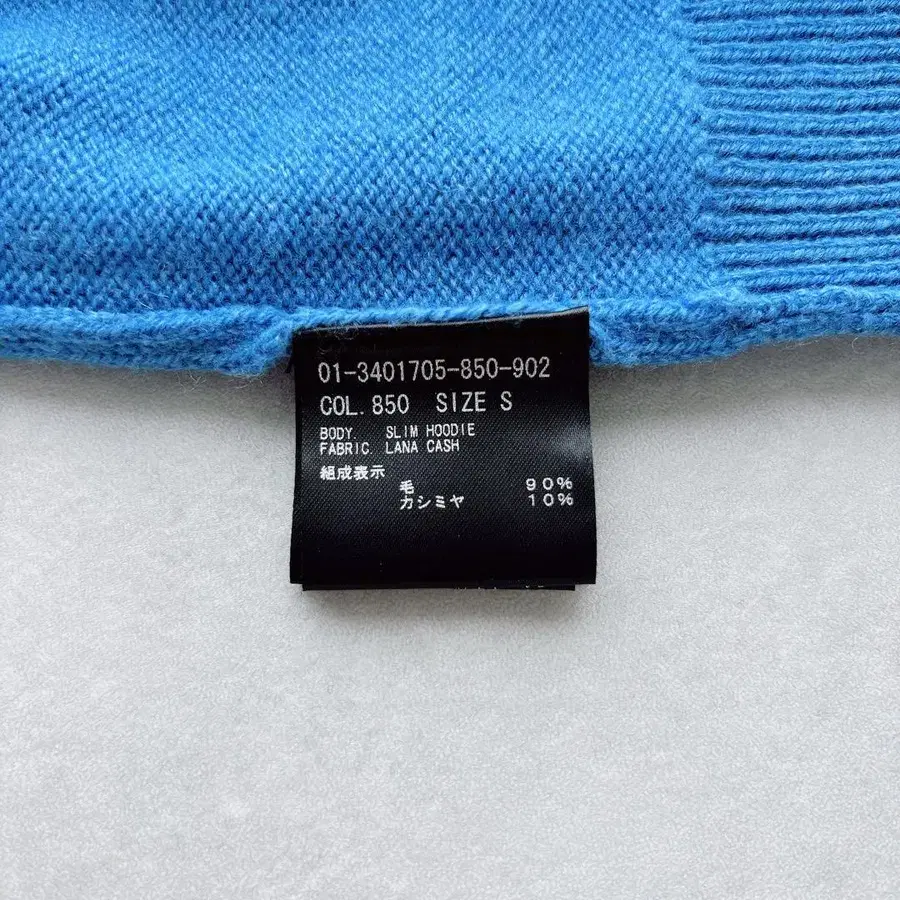 01-3401705-850-902
COL. 850 SIZE S
BODY. SLIM HOODIE
FABRIC LANA CASH
組成表示
毛 90%
カシミヤ 10%